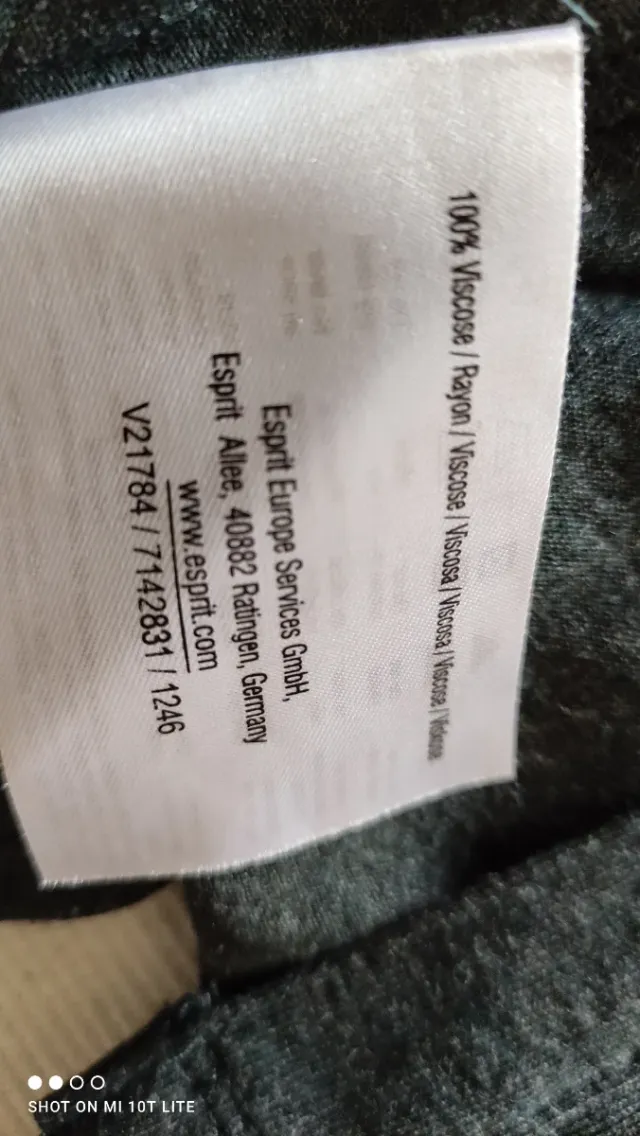 100% Viscose / Rayon / Viscose / Viscosa / Viscosa / Viscose / Viskose
Esprit Europe Services GmbH,
Esprit Allee, 40882 Ratingen, Germany
www.esprit.com
V21784 / 7142831 / 1246
SHOT ON MI 10T LITE